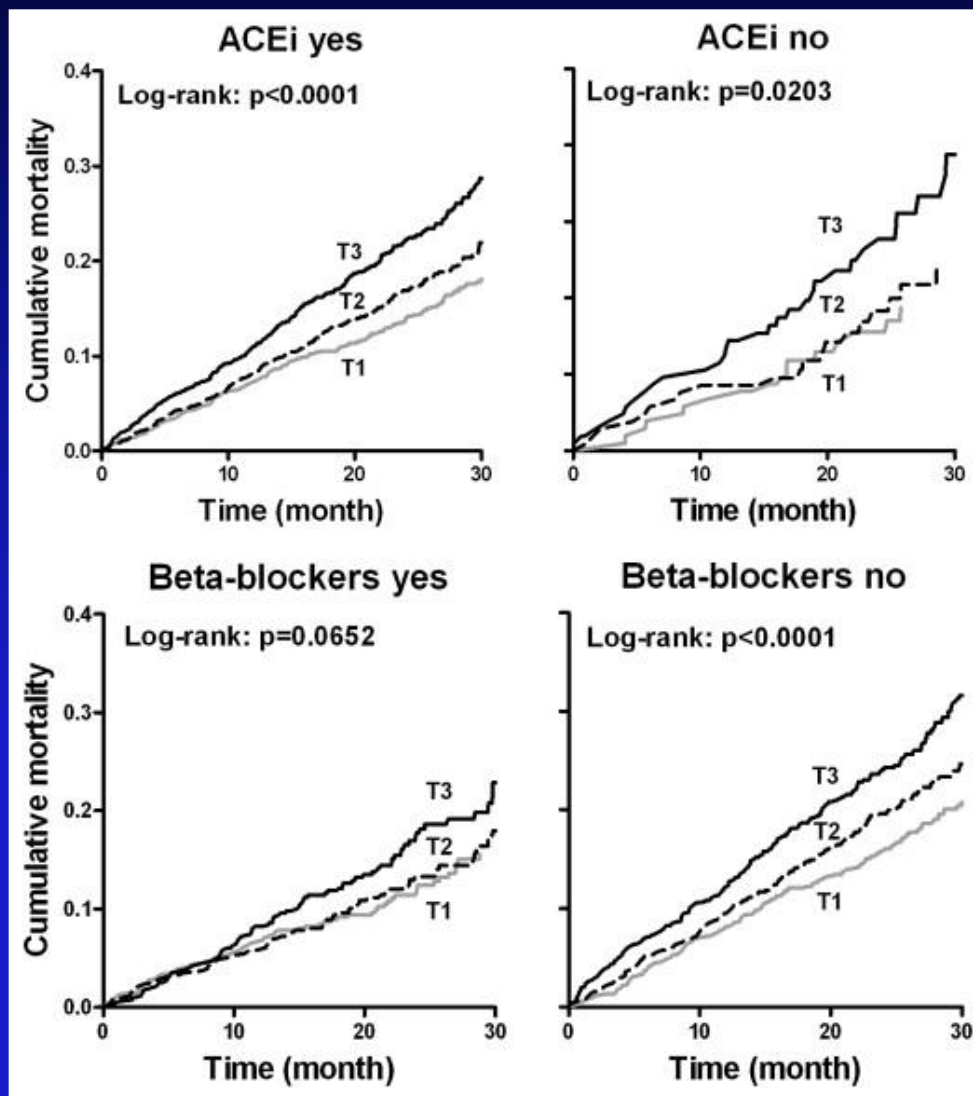 ACEi yes
Log-rank: p<0.0001
Cumulative mortality
0.4
0.3
0.2
0.1
0.0
T3
T2
T1
0 10 20 30
Time (month)
ACEi no
Log-rank: p=0.0203
T3
T2
T1
0 10 20 30
Time (month)
Beta-blockers yes
Log-rank: p=0.0652
Cumulative mortality
0.4
0.3
0.2
0.1
0.0
T3
T2
T1
0 10 20 30
Time (month)
Beta-blockers no
Log-rank: p<0.0001
T3
T2
T1
0 10 20 30
Time (month)